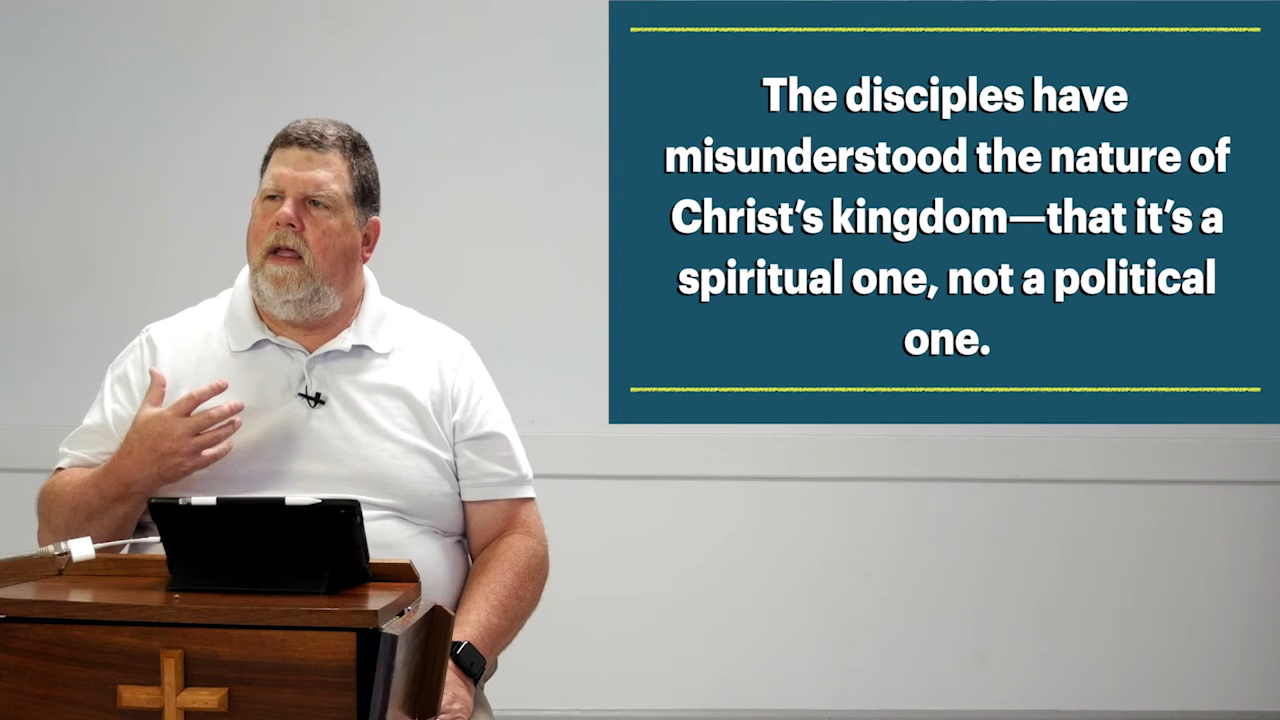 The disciples have
misunderstood the nature of
Christ’s kingdom—that it’s a
spiritual one, not a political
one.